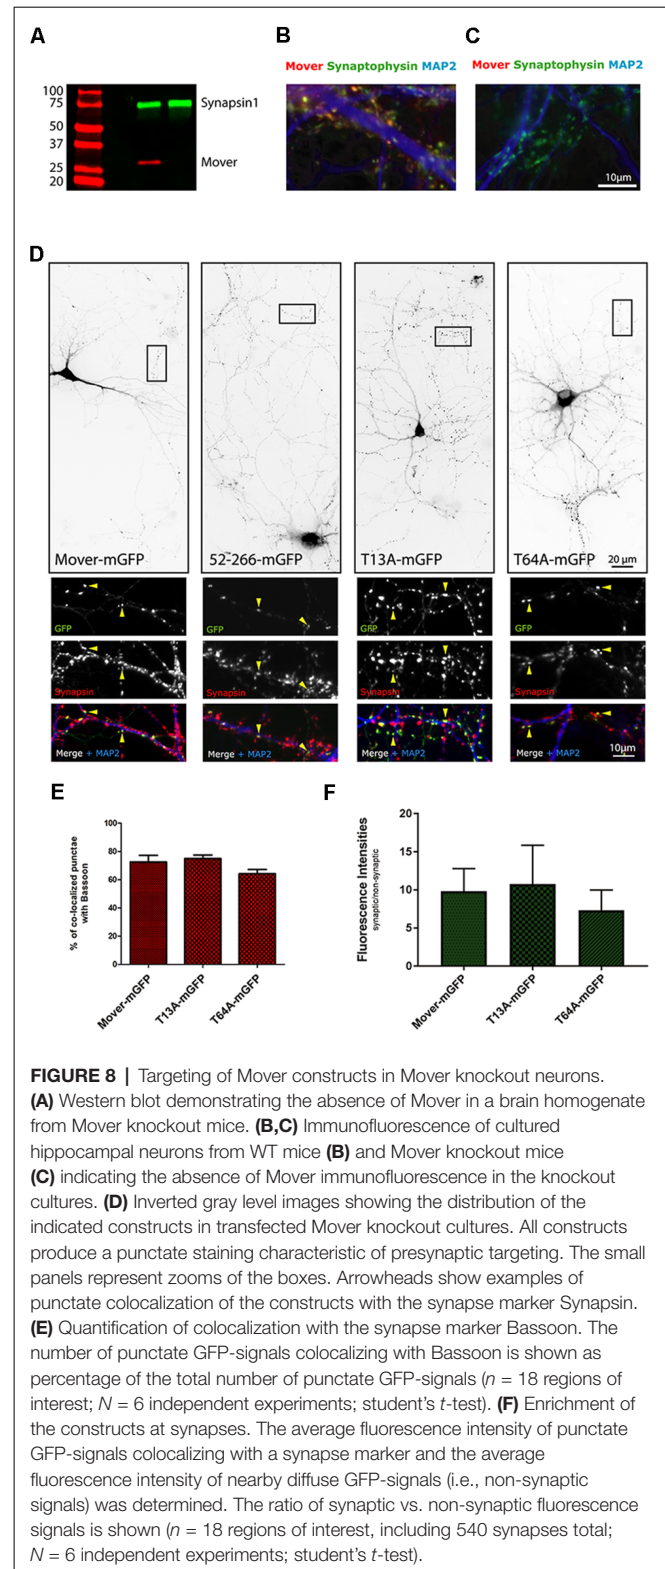 A
B
C
Mover Synaptophysin MAP2
Mover Synaptophysin MAP2
100
75
50
37
25
20
Synapsin1
Mover
10μm
D
Mover-mGFP
52-266-mGFP
T13A-mGFP
T64A-mGFP
20 μm
GFP
GFP
GFP
GFP
Synapsin
Synapsin
Synapsin
Synapsin
Merge + MAP2
Merge + MAP2
Merge + MAP2
Merge + MAP2
10μm
E
% of co-localized punctae
with Bassoon
100
80
60
40
20
0
Mover-mGFP
T13A-mGFP
T64A-mGFP
F
Fluorescence Intensities
synaptic/non-synaptic
20
15
10
5
0
Mover-mGFP
T13A-mGFP
T64A-mGFP
FIGURE 8 | Targeting of Mover constructs in Mover knockout neurons.
(A) Western blot demonstrating the absence of Mover in a brain homogenate
from Mover knockout mice. (B,C) Immunofluorescence of cultured
hippocampal neurons from WT mice (B) and Mover knockout mice
(C) indicating the absence of Mover immunofluorescence in the knockout
cultures. (D) Inverted gray level images showing the distribution of the
indicated constructs in transfected Mover knockout cultures. All constructs
produce a punctate staining characteristic of presynaptic targeting. The small
panels represent zooms of the boxes. Arrowheads show examples of
punctate colocalization of the constructs with the synapse marker Synapsin.
(E) Quantification of colocalization with the synapse marker Bassoon. The
number of punctate GFP-signals colocalizing with Bassoon is shown as
percentage of the total number of punctate GFP-signals (n = 18 regions of
interest; N = 6 independent experiments; student's t-test). (F) Enrichment of
the constructs at synapses. The average fluorescence intensity of punctate
GFP-signals colocalizing with a synapse marker and the average
fluorescence intensity of nearby diffuse GFP-signals (i.e., non-synaptic
signals) was determined. The ratio of synaptic vs. non-synaptic fluorescence
signals is shown (n = 18 regions of interest, including 540 synapses total;
N = 6 independent experiments; student's t-test).